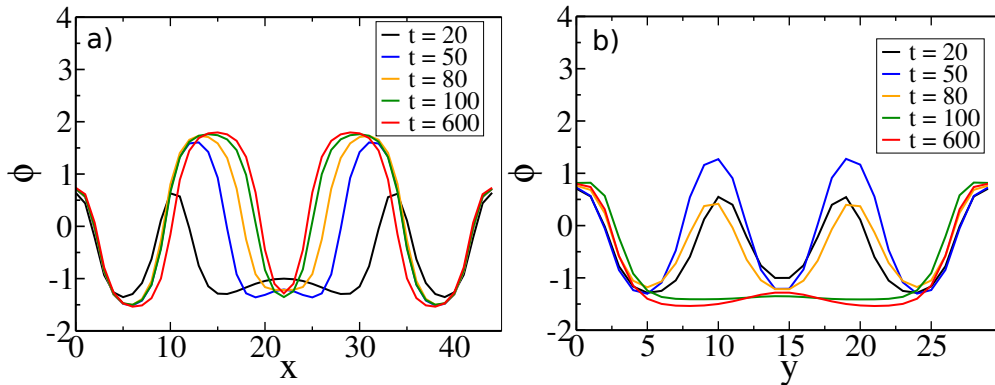 a)
t = 20
t = 50
t = 80
t = 100
t = 600
4
3
2
1
0
-1
-2
ϕ
0 10 20 30 40
x
b)
t = 20
t = 50
t = 80
t = 100
t = 600
4
3
2
1
0
-1
-2
ϕ
0 5 10 15 20 25
y